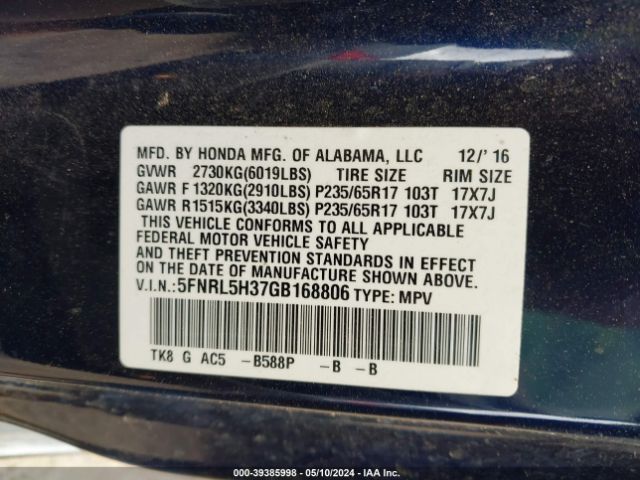 MFD. BY HONDA MFG. OF ALABAMA, LLC 12/'16
GVWR 2730KG(6019LBS) TIRE SIZE RIM SIZE
GAWR F 1320KG(2910LBS) P235/65R17 103T 17X7J
GAWR R1515KG(3340LBS) P235/65R17 103T 17X7J
THIS VEHICLE CONFORMS TO ALL APPLICABLE
FEDERAL MOTOR VEHICLE SAFETY
AND THEFT PREVENTION STANDARDS IN EFFECT
ON THE DATE OF MANUFACTURE SHOWN ABOVE.
V.I.N.:5FNRL5H37GB168806 TYPE: MPV
TK8 G AC5 -B588P -B -B
000-39385998 - 05/10/2024 - IAA Inc.